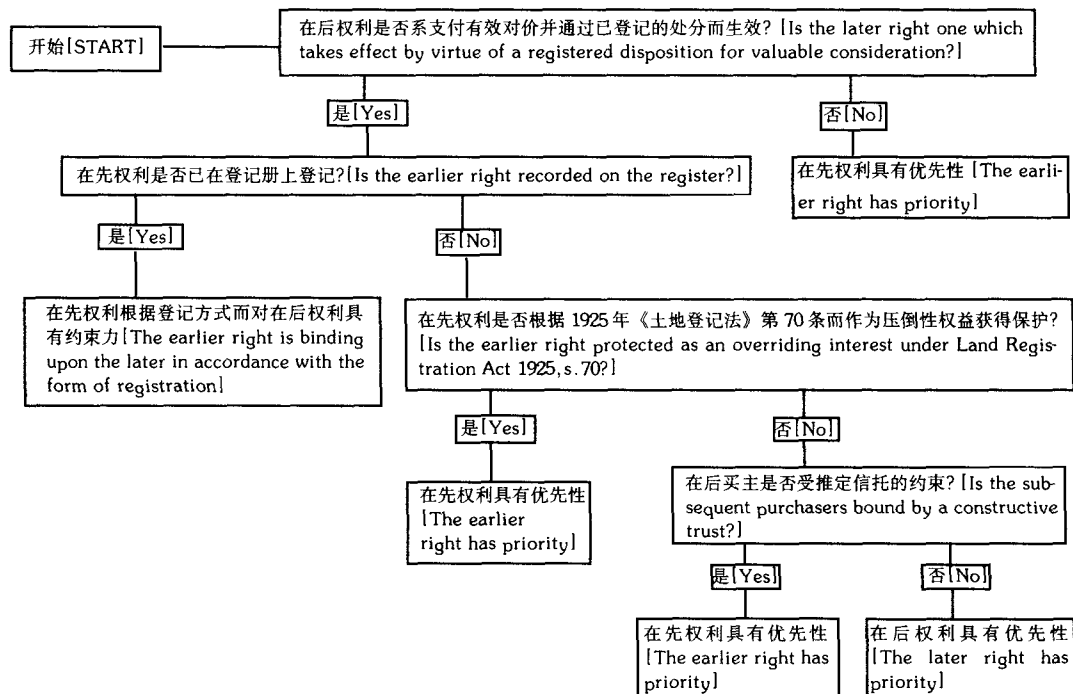 开始[START]
在后权利是否系支付有效对价并通过已登记的处分而生效? [Is the later right one which
takes effect by virtue of a registered disposition for valuable consideration?]
是[Yes]
否[No]
在先权利是否已在登记册上登记?[Is the earlier right recorded on the register?]
在先权利具有优先性 [The earli-
er right has priority]
是[Yes]
否[No]
在先权利根据登记方式而对在后权利具
有约束力[The earlier right is binding
upon the later in accordance with the
form of registration]
在先权利是否根据 1925 年《土地登记法》第 70 条而作为压倒性权益获得保护?
[Is the earlier right protected as an overriding interest under Land Regis-
tration Act 1925, s.70?]
是[Yes]
否[No]
在先权利具有优先性
[The earlier
right has priority]
在后买主是否受推定信托的约束? [Is the sub-
sequent purchasers bound by a constructive
trust?]
是[Yes]
否[No]
在先权利具有优先性
[The earlier right has
priority]
在后权利具有优先性
[The later right has
priority]